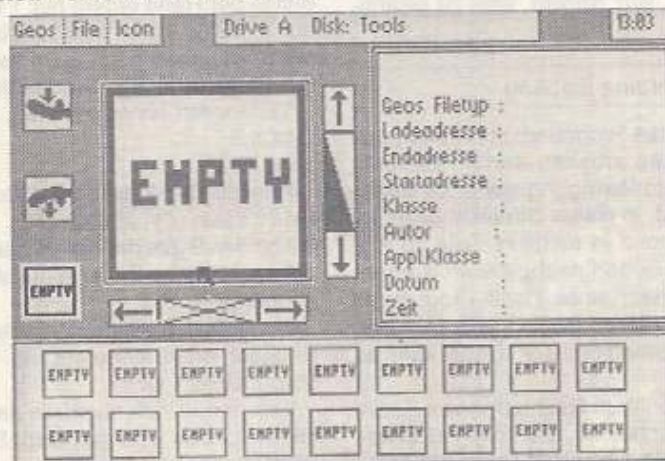 Geos File Icon Drive A Disk: Tools 13:03
EMPTY
Geos Filetyp :
Ladeadresse :
Endadresse :
Startadresse :
Klasse :
Autor :
Appl.Klasse :
Datum :
Zeit :
EMPTY
EMPTY EMPTY EMPTY EMPTY EMPTY EMPTY EMPTY EMPTY EMPTY
EMPTY EMPTY EMPTY EMPTY EMPTY EMPTY EMPTY EMPTY EMPTY